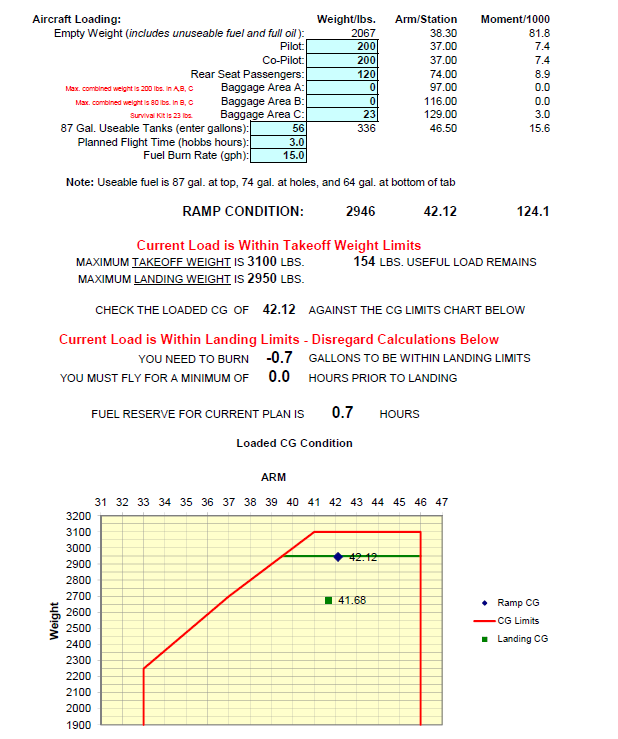 Aircraft Loading: Weight/lbs. Arm/Station Moment/1000
Empty Weight (includes unuseable fuel and full oil): 2067 38.30 81.8
Pilot: 200 37.00 7.4
Co-Pilot: 200 37.00 7.4
Rear Seat Passengers: 120 74.00 8.9
Max. combined weight is 200 lbs. in A,B, C Baggage Area A: 0 97.00 0.0
Max. combined weight is 80 lbs. in B, C Baggage Area B: 0 116.00 0.0
Survival Kit is 23 lbs. Baggage Area C: 23 129.00 3.0
87 Gal. Useable Tanks (enter gallons): 56 336 46.50 15.6
Planned Flight Time (hobbs hours): 3.0
Fuel Burn Rate (gph): 15.0
Note: Useable fuel is 87 gal. at top, 74 gal. at holes, and 64 gal. at bottom of tab
RAMP CONDITION: 2946 42.12 124.1
Current Load is Within Takeoff Weight Limits
MAXIMUM TAKEOFF WEIGHT IS 3100 LBS. 154 LBS. USEFUL LOAD REMAINS
MAXIMUM LANDING WEIGHT IS 2950 LBS.
CHECK THE LOADED CG OF 42.12 AGAINST THE CG LIMITS CHART BELOW
Current Load is Within Landing Limits - Disregard Calculations Below
YOU NEED TO BURN -0.7 GALLONS TO BE WITHIN LANDING LIMITS
YOU MUST FLY FOR A MINIMUM OF 0.0 HOURS PRIOR TO LANDING
FUEL RESERVE FOR CURRENT PLAN IS 0.7 HOURS
Loaded CG Condition
ARM
31 32 33 34 35 36 37 38 39 40 41 42 43 44 45 46 47
3200
3100
3000
2900
2800
2700
2600
2500
2400
2300
2200
2100
2000
1900
Weight
42.12
41.68
Ramp CG
CG Limits
Landing CG